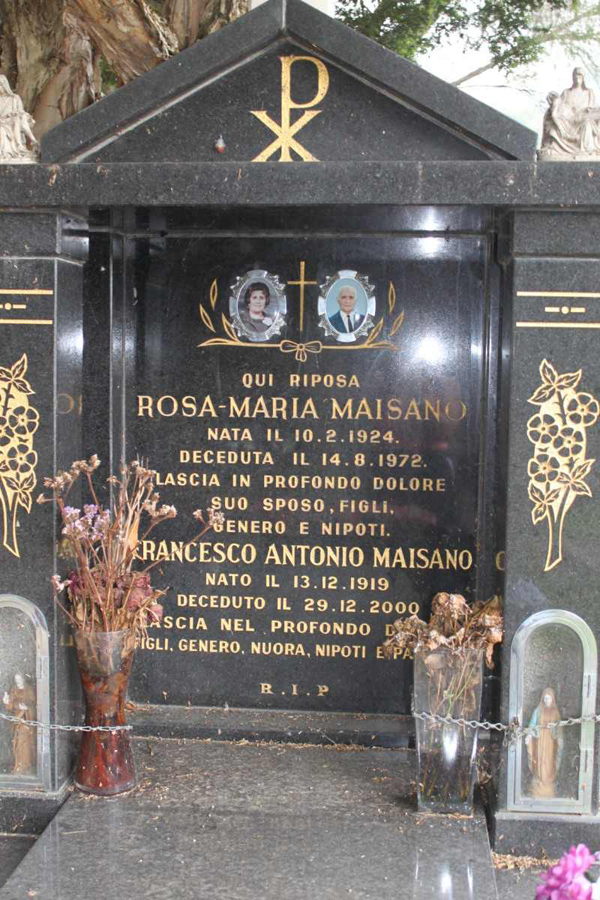 QUI RIPOSA
ROSA-MARIA MAISANO
NATA IL 10.2.1924.
DECEDUTA IL 14.8.1972.
LASCIA IN PROFONDO DOLORE
SUO SPOSO, FIGLI,
GENERO E NIPOTI.
FRANCESCO ANTONIO MAISANO
NATO IL 13.12.1919
DECEDUTO IL 29.12.2000
LASCIA NEL PROFONDO
FIGLI, GENERO, NUORA, NIPOTI E
R.I.P